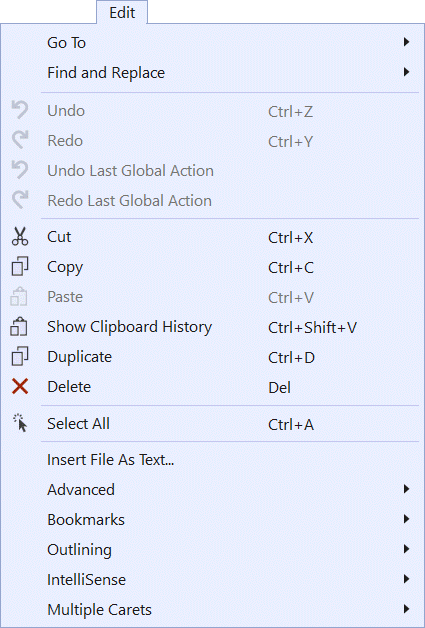 Edit
Go To
Find and Replace
Undo Ctrl+Z
Redo Ctrl+Y
Undo Last Global Action
Redo Last Global Action
Cut Ctrl+X
Copy Ctrl+C
Paste Ctrl+V
Show Clipboard History Ctrl+Shift+V
Duplicate Ctrl+D
Delete Del
Select All Ctrl+A
Insert File As Text...
Advanced
Bookmarks
Outlining
IntelliSense
Multiple Carets